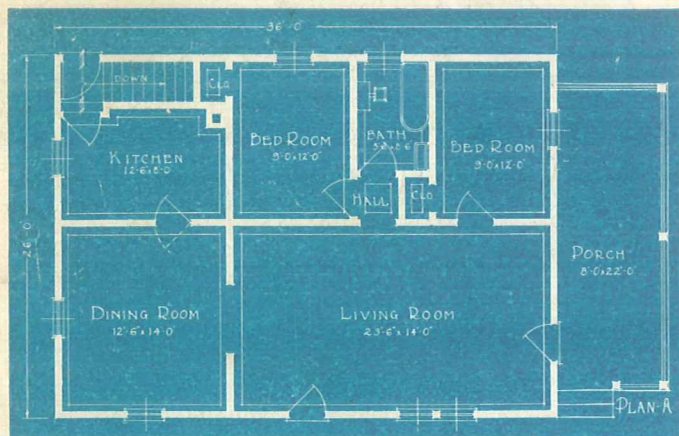 36'-0"
DOWN
CLO
BED ROOM
9'-0"x12'-0"
BATH
BED ROOM
9'-0"x12'-0"
KITCHEN
12'-6"x8'-0"
HALL
CLO
26'-0"
PORCH
8'-0"x22'-0"
DINING ROOM
12'-6"x14'-0"
LIVING ROOM
23'-6"x14'-0"
PLAN-A